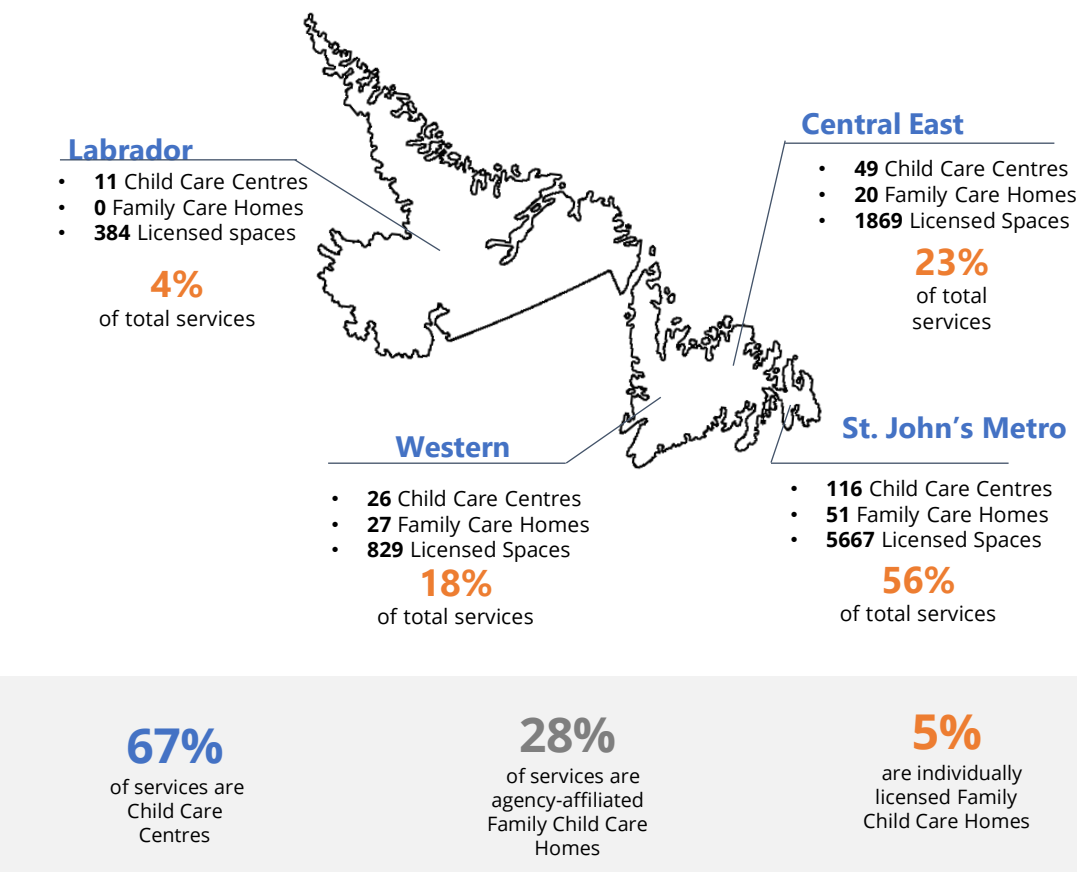 Labrador
• 11 Child Care Centres
• 0 Family Care Homes
• 384 Licensed spaces
4%
of total services
Central East
• 49 Child Care Centres
• 20 Family Care Homes
• 1869 Licensed Spaces
23%
of total
services
Western
• 26 Child Care Centres
• 27 Family Care Homes
• 829 Licensed Spaces
18%
of total services
St. John’s Metro
• 116 Child Care Centres
• 51 Family Care Homes
• 5667 Licensed Spaces
56%
of total services
67%
of services are
Child Care
Centres
28%
of services are
agency-affiliated
Family Child Care
Homes
5%
are individually
licensed Family
Child Care Homes